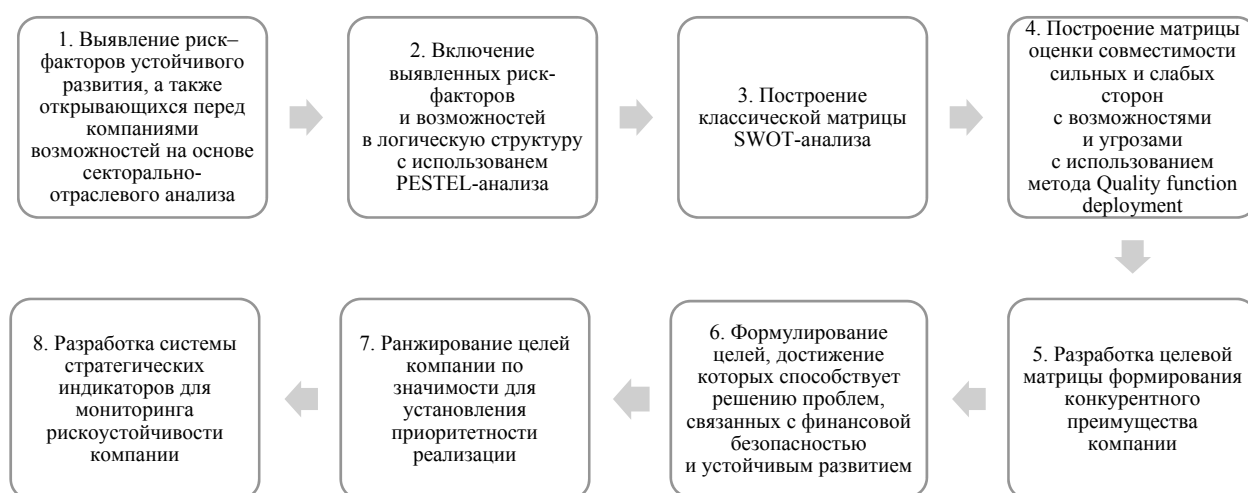 1. Выявление риск–
факторов устойчивого
развития, а также
открывающихся перед
компаниями
возможностей на основе
секторально-
отраслевого анализа
2. Включение
выявленных риск-
факторов
и возможностей
в логическую структуру
с использованем
PESTEL-анализа
3. Построение
классической матрицы
SWOT-анализа
4. Построение матрицы
оценки совместимости
сильных и слабых
сторон
с возможностями
и угрозами
с использованием
метода Quality function
deployment
5. Разработка целевой
матрицы формирования
конкурентного
преимущества
компании
6. Формулирование
целей, достижение
которых способствует
решению проблем,
связанных с финансовой
безопасностью
и устойчивым развитием
7. Ранжирование целей
компании по
значимости для
установления
приоритетности
реализации
8. Разработка системы
стратегических
индикаторов для
мониторинга
рискоустойчивости
компании